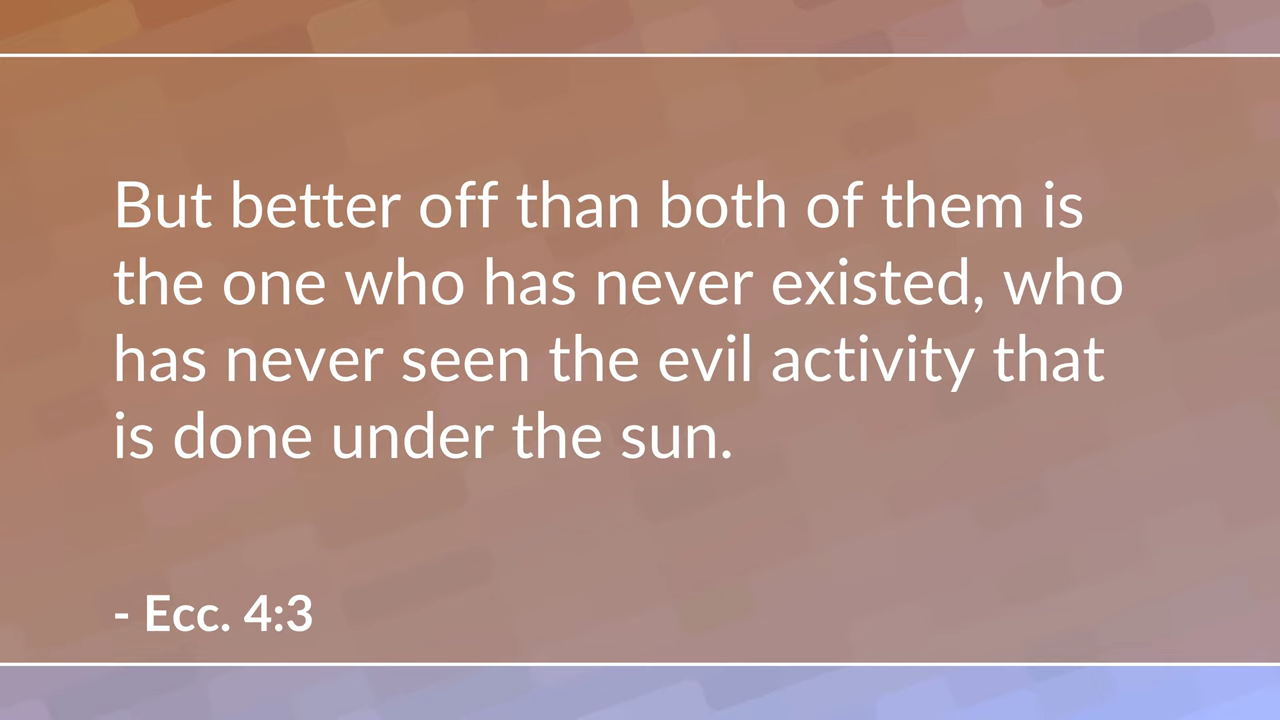 But better off than both of them is
the one who has never existed, who
has never seen the evil activity that
is done under the sun.
- Ecc. 4:3